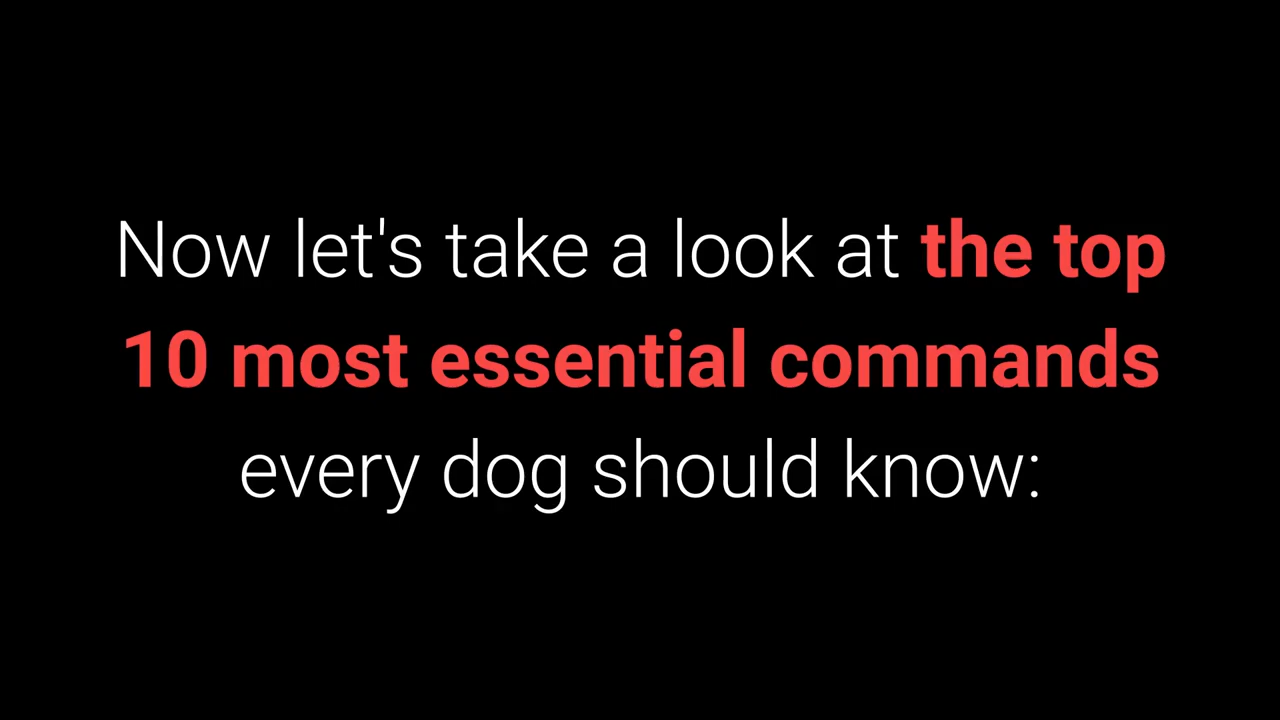 Now let's take a look at the top
10 most essential commands
every dog should know: